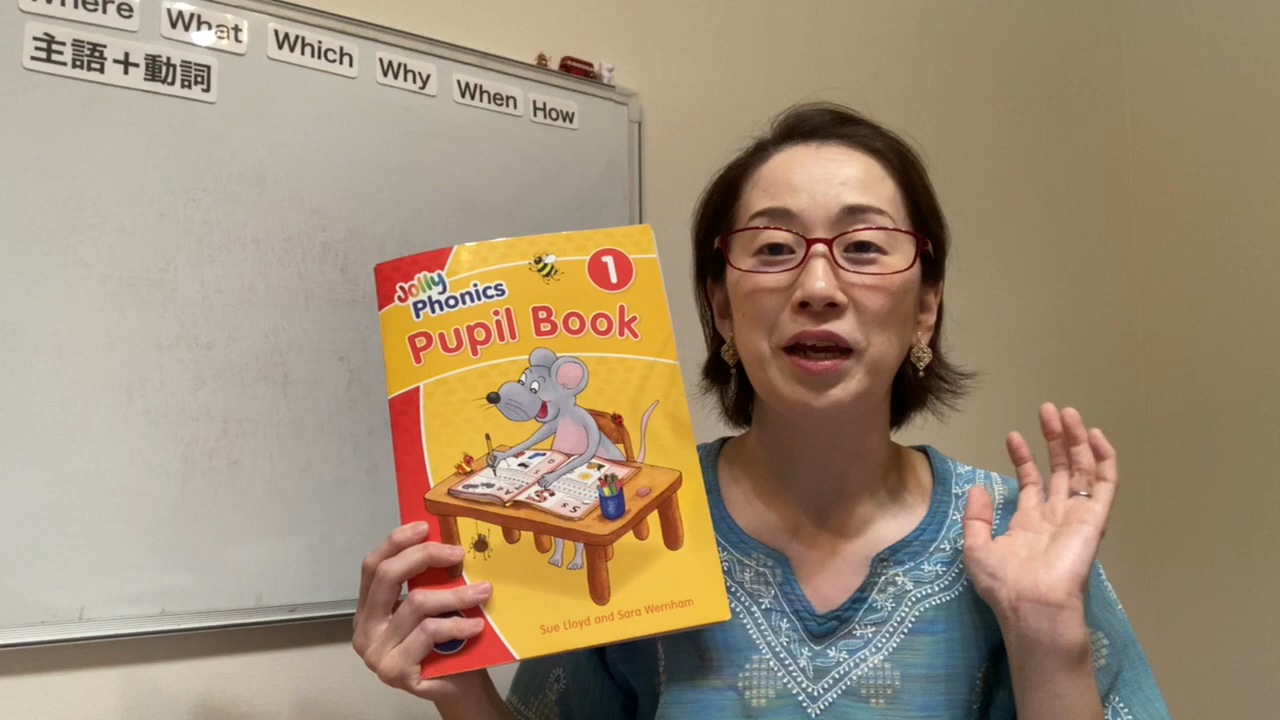 Where
What
Which
Why
When
How
主語＋動詞
Jolly
Phonics
1
Pupil Book
Sue Lloyd and Sara Wernham